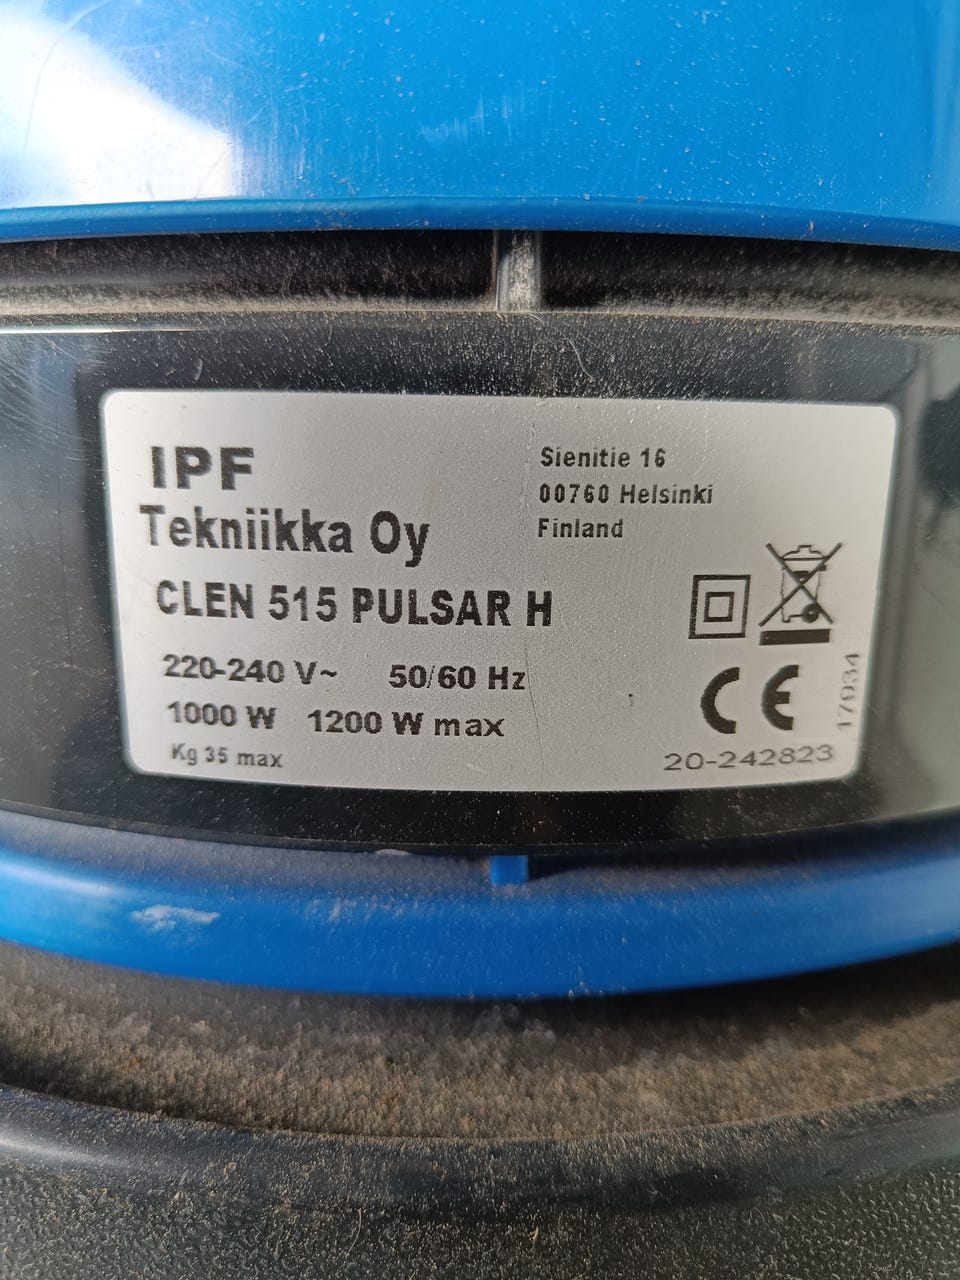 IPF
Tekniikka Oy
Sienitie 16
00760 Helsinki
Finland
CLEN 515 PULSAR H
220-240 V~ 50/60 Hz
1000 W 1200 W max
Kg 35 max
CE
20-242823
17934